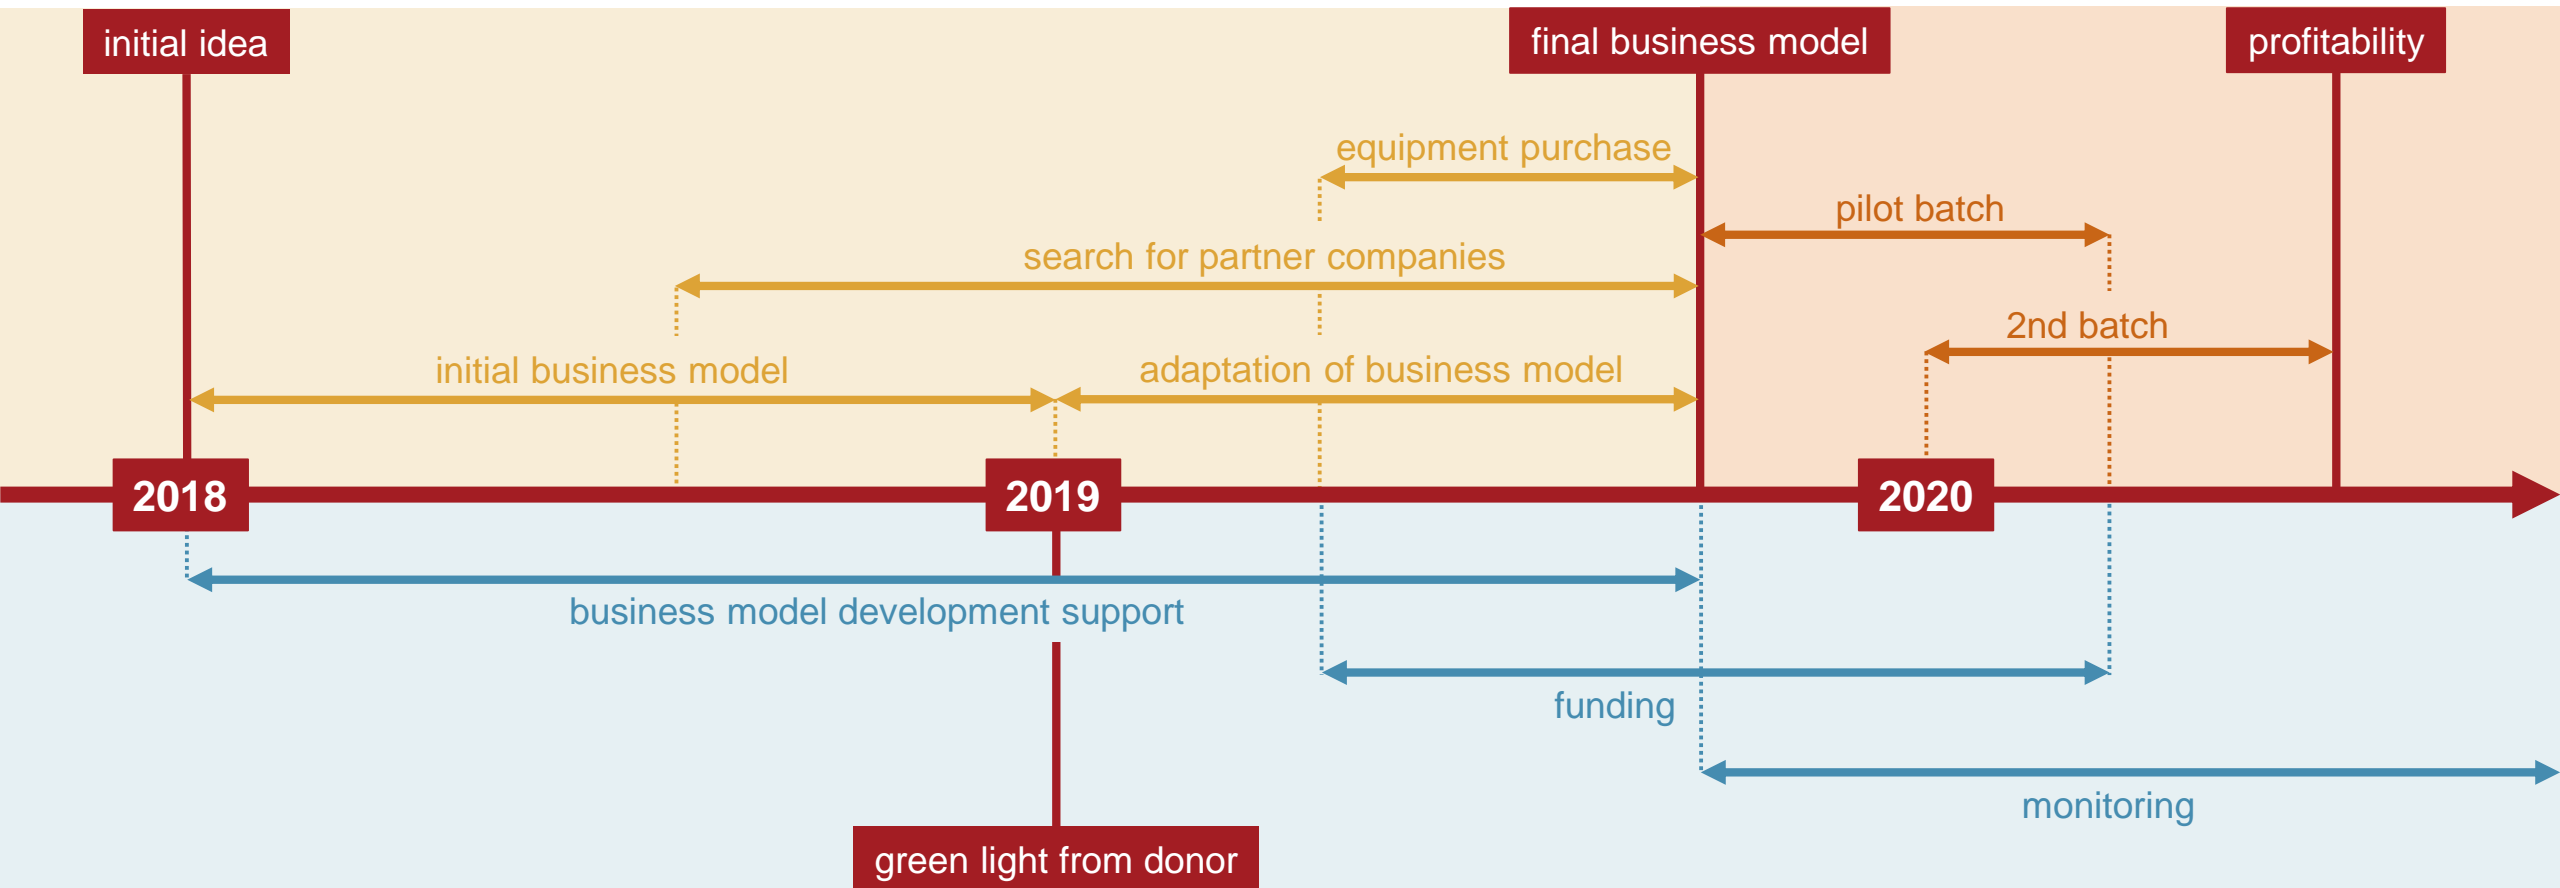 initial idea
final business model
profitability
equipment purchase
pilot batch
search for partner companies
2nd batch
initial business model
adaptation of business model
2018
2019
2020
business model development support
funding
monitoring
green light from donor